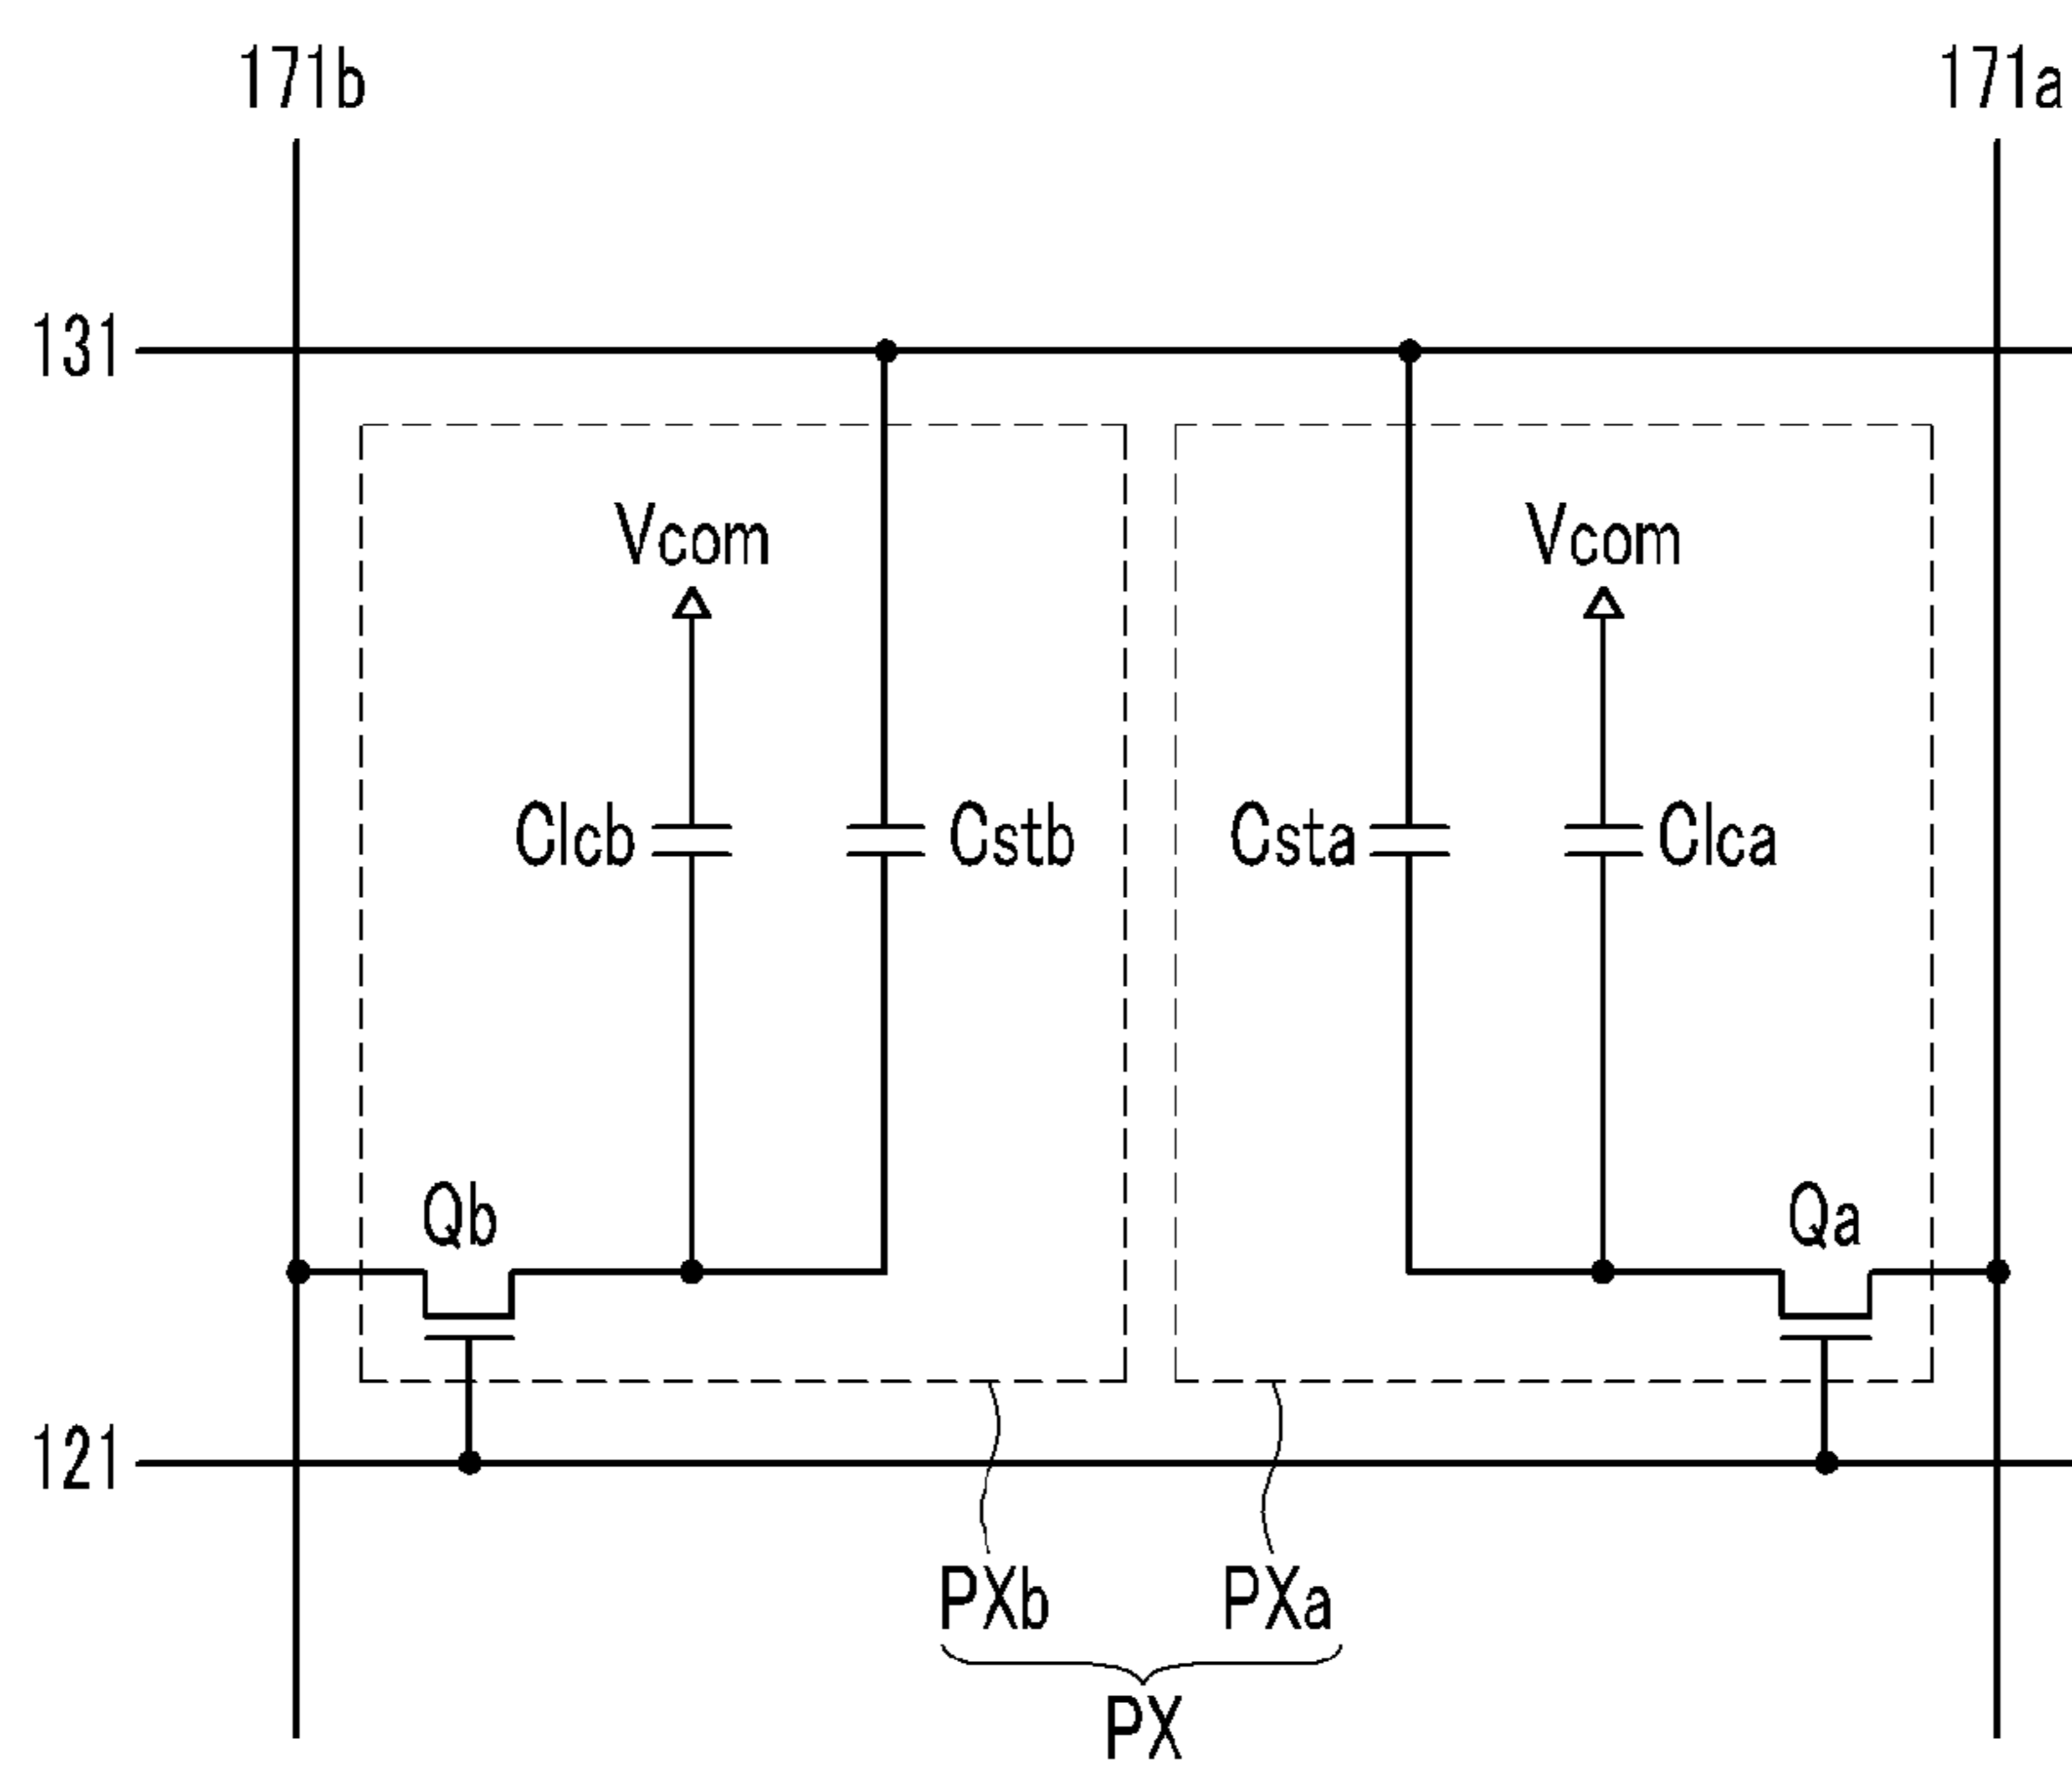 171b 171a
131
Vcom Vcom
Clcb Cstb Csta Clca
Qb Qa
121
PXb PXa
PX